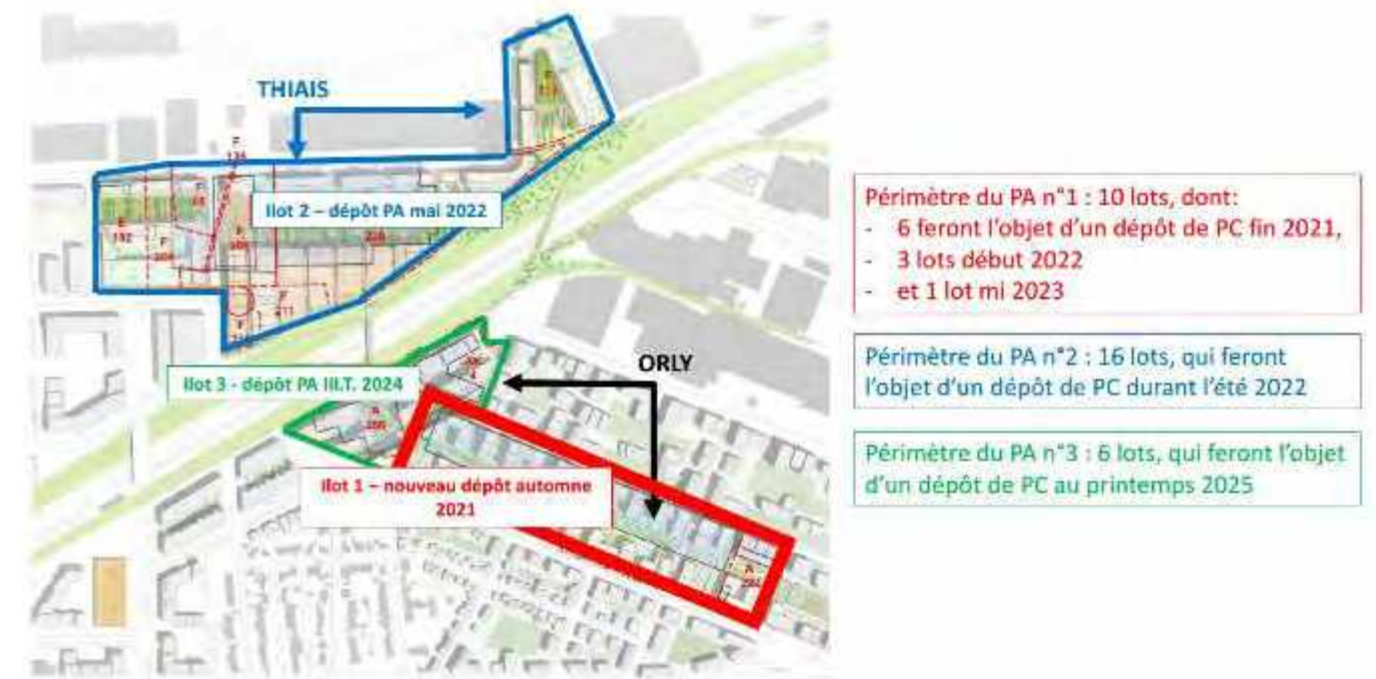 THIAIS
F
Ilot 2 – dépôt PA mai 2022
192
F
F
ORLY
Ilot 3 - dépôt PA III.T. 2024
A
Ilot 1 – nouveau dépôt automne
2021
A
Périmètre du PA n°1 : 10 lots, dont:
- 6 feront l'objet d'un dépôt de PC fin 2021,
- 3 lots début 2022
- et 1 lot mi 2023
Périmètre du PA n°2 : 16 lots, qui feront
l'objet d'un dépôt de PC durant l'été 2022
Périmètre du PA n°3 : 6 lots, qui feront l'objet
d'un dépôt de PC au printemps 2025